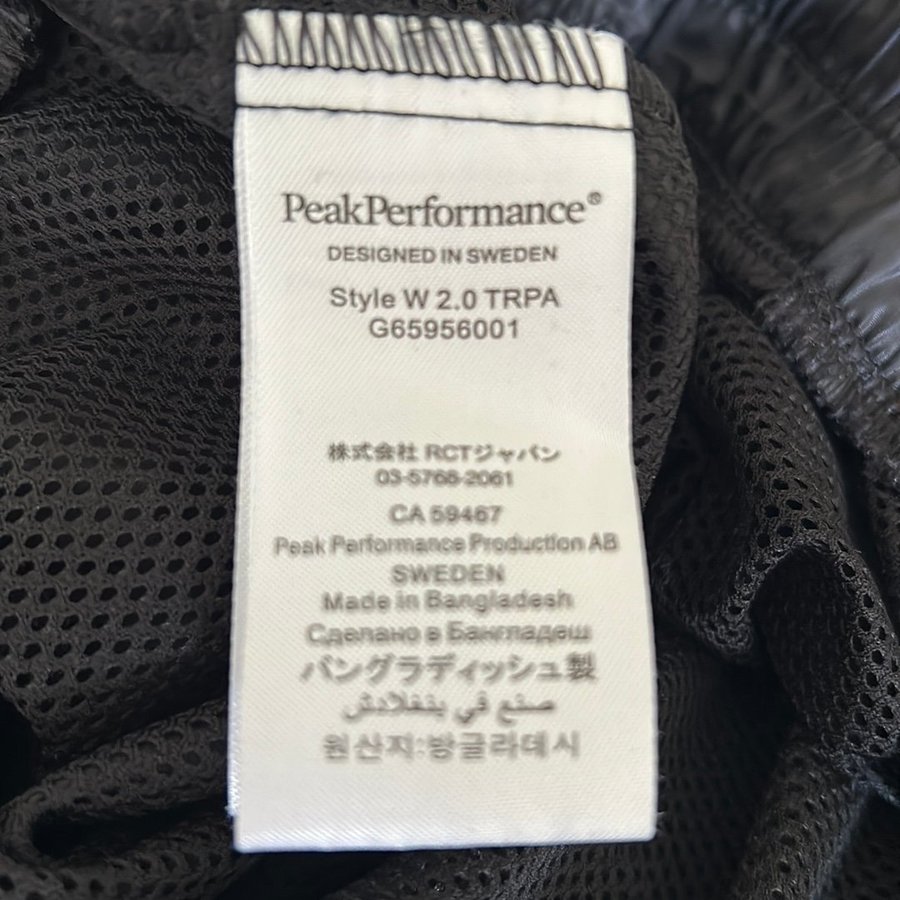 PeakPerformance®
DESIGNED IN SWEDEN
Style W 2.0 TRPA
G65956001
株式会社 RCTジャパン
03-5768-2061
CA 59467
Peak Performance Production AB
SWEDEN
Made in Bangladesh
Сделано в Бангладеш
バングラディッシュ製
صنع في بنغلادش
원산지:방글라데시